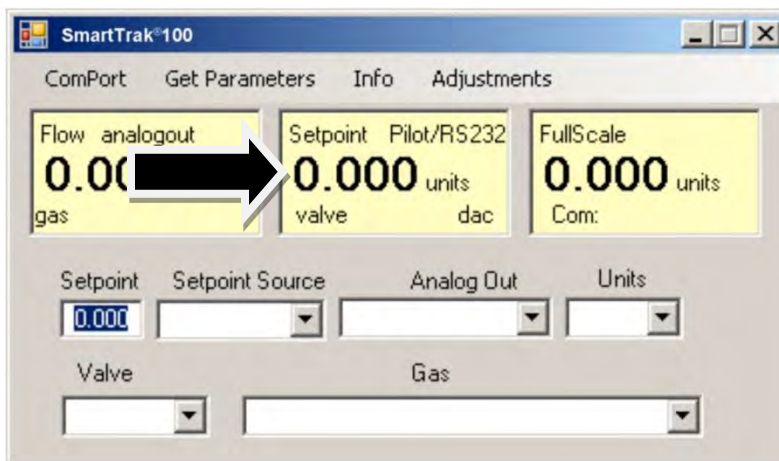 SmartTrak®100
ComPort Get Parameters Info Adjustments
Flow analogout
0.00
gas
Setpoint Pilot/RS232
0.000 units
valve dac
FullScale
0.000 units
Com:
Setpoint Setpoint Source Analog Out Units
0.000
Valve Gas